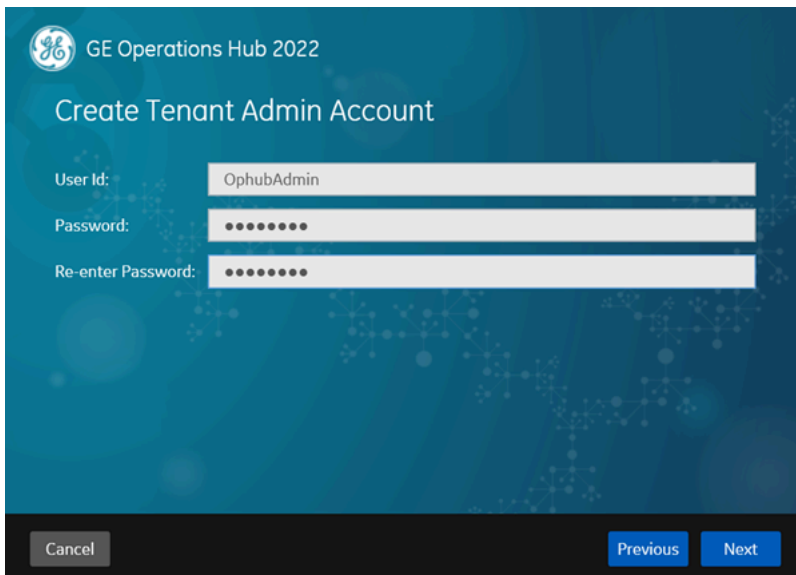 GE Operations Hub 2022
Create Tenant Admin Account
User Id: OphubAdmin
Password: ●●●●●●●●
Re-enter Password: ●●●●●●●●
Cancel Previous Next